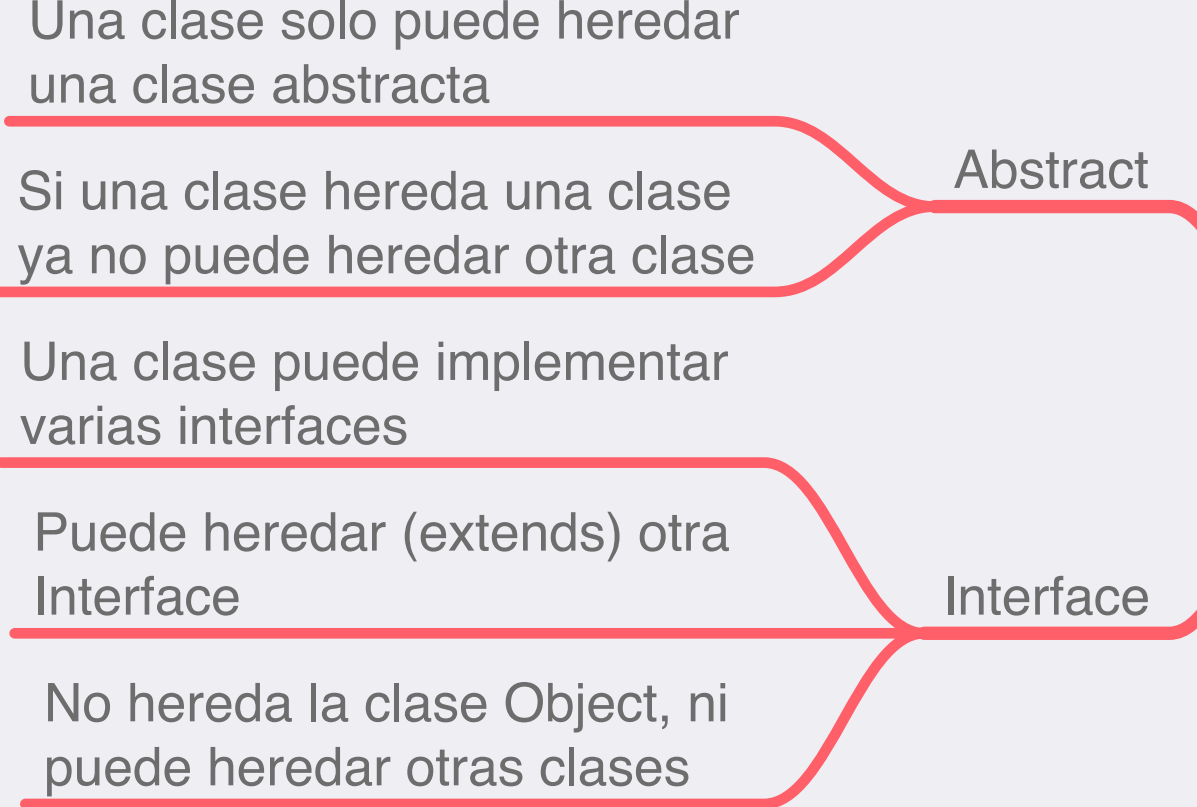 Una clase solo puede heredar
una clase abstracta
Abstract
Si una clase hereda una clase
ya no puede heredar otra clase
Una clase puede implementar
varias interfaces
Puede heredar (extends) otra
Interface
Interface
No hereda la clase Object, ni
puede heredar otras clases